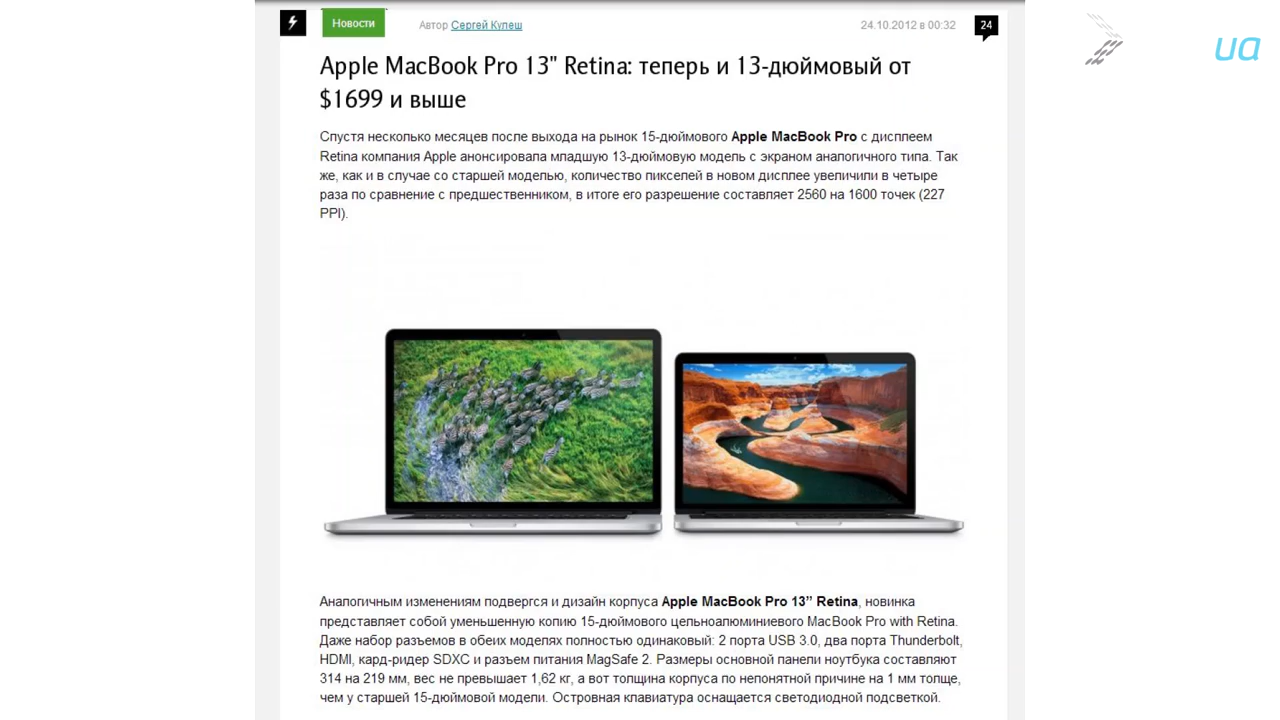 Новости
Автор Сергей Кулеш
24.10.2012 в 00:32
24
ua
Apple MacBook Pro 13" Retina: теперь и 13-дюймовый от
$1699 и выше
Спустя несколько месяцев после выхода на рынок 15-дюймового Apple MacBook Pro с дисплеем
Retina компания Apple анонсировала младшую 13-дюймовую модель с экраном аналогичного типа. Так
же, как и в случае со старшей моделью, количество пикселей в новом дисплее увеличили в четыре
раза по сравнение с предшественником, в итоге его разрешение составляет 2560 на 1600 точек (227
PPI).
Аналогичным изменениям подвергся и дизайн корпуса Apple MacBook Pro 13” Retina, новинка
представляет собой уменьшенную копию 15-дюймового цельноалюминиевого MacBook Pro with Retina.
Даже набор разъемов в обеих моделях полностью одинаковый: 2 порта USB 3.0, два порта Thunderbolt,
HDMI, кард-ридер SDXC и разъем питания MagSafe 2. Размеры основной панели ноутбука составляют
314 на 219 мм, вес не превышает 1,62 кг, а вот толщина корпуса по непонятной причине на 1 мм толще,
чем у старшей 15-дюймовой модели. Островная клавиатура оснащается светодиодной подсветкой.